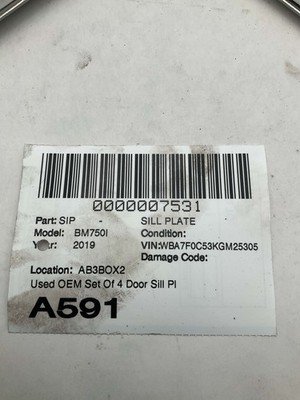 0000007531
Part: SIP - SILL PLATE
Model: BM750I Condition:
Year: 2019 VIN:WBA7F0C53KGM25305
Damage Code:
Location: AB3BOX2
Used OEM Set Of 4 Door Sill Pl
A591